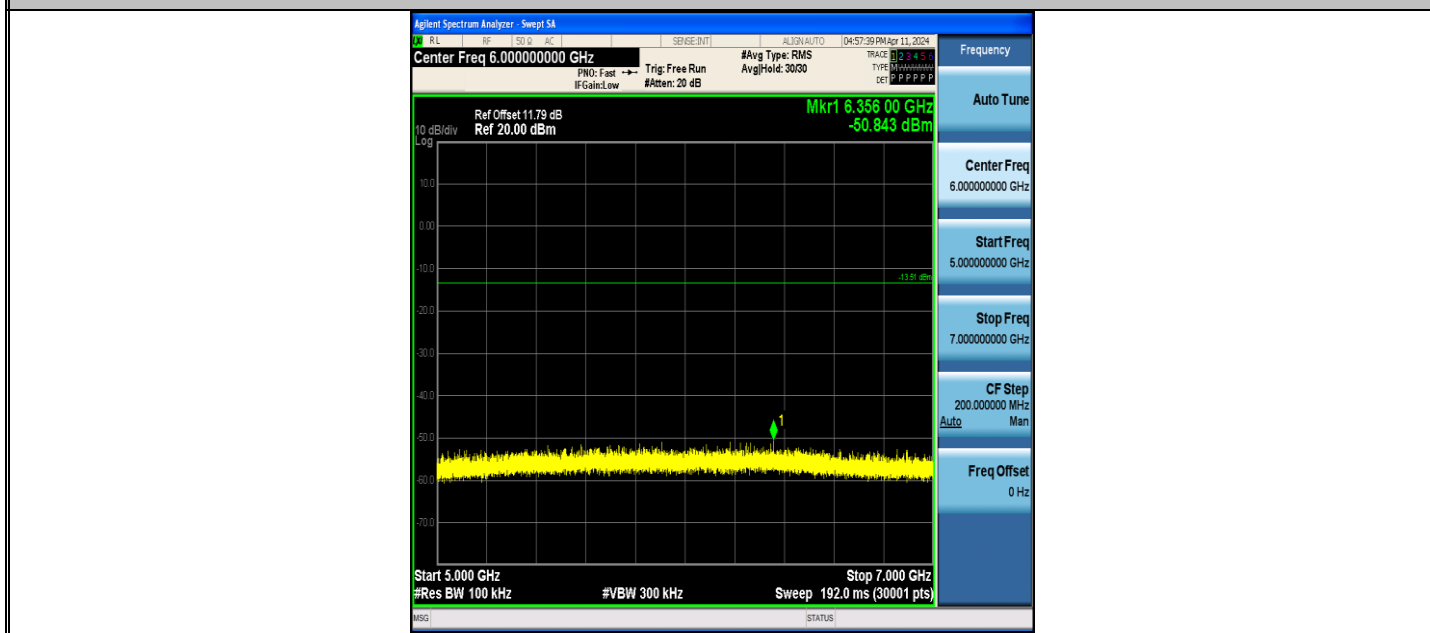 Agilent Spectrum Analyzer - Swept SA
RL RF 50 Ω AC SENSE:INT ALIGN AUTO 04:57:39 PM Apr 11, 2024
Center Freq 6.000000000 GHz
PNO: Fast
IFGain:Low
Trig: Free Run
#Atten: 20 dB
#Avg Type: RMS
Avg|Hold: 30/30
TRACE 1 2 3 4 5 6
TYPE M
DET P P P P P P
Ref Offset 11.79 dB
10 dB/div Ref 20.00 dBm
Log
Mkr1 6.356 00 GHz
-50.843 dBm
10.0
0.00
-10.0
-13.51 dBm
-20.0
-30.0
-40.0
1
-50.0
-60.0
-70.0
Start 5.000 GHz Stop 7.000 GHz
#Res BW 100 kHz #VBW 300 kHz Sweep 192.0 ms (30001 pts)
MSG STATUS
Frequency
Auto Tune
Center Freq
6.000000000 GHz
Start Freq
5.000000000 GHz
Stop Freq
7.000000000 GHz
CF Step
200.000000 MHz
Auto Man
Freq Offset
0 Hz